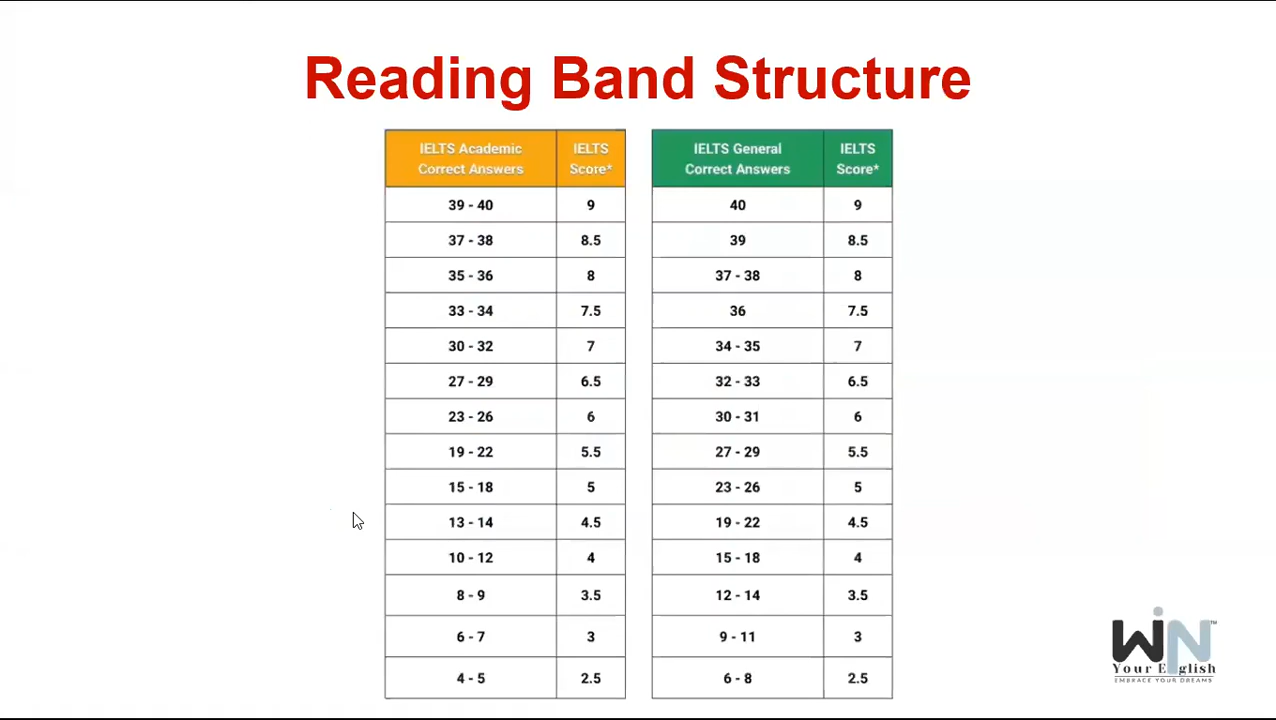 Reading Band Structure
IELTS Academic Correct Answers IELTS Score*
39 - 40 9
37 - 38 8.5
35 - 36 8
33 - 34 7.5
30 - 32 7
27 - 29 6.5
23 - 26 6
19 - 22 5.5
15 - 18 5
13 - 14 4.5
10 - 12 4
8 - 9 3.5
6 - 7 3
4 - 5 2.5
IELTS General Correct Answers IELTS Score*
40 9
39 8.5
37 - 38 8
36 7.5
34 - 35 7
32 - 33 6.5
30 - 31 6
27 - 29 5.5
23 - 26 5
19 - 22 4.5
15 - 18 4
12 - 14 3.5
9 - 11 3
6 - 8 2.5
WiN™
Your English
EMBRACE YOUR DREAMS